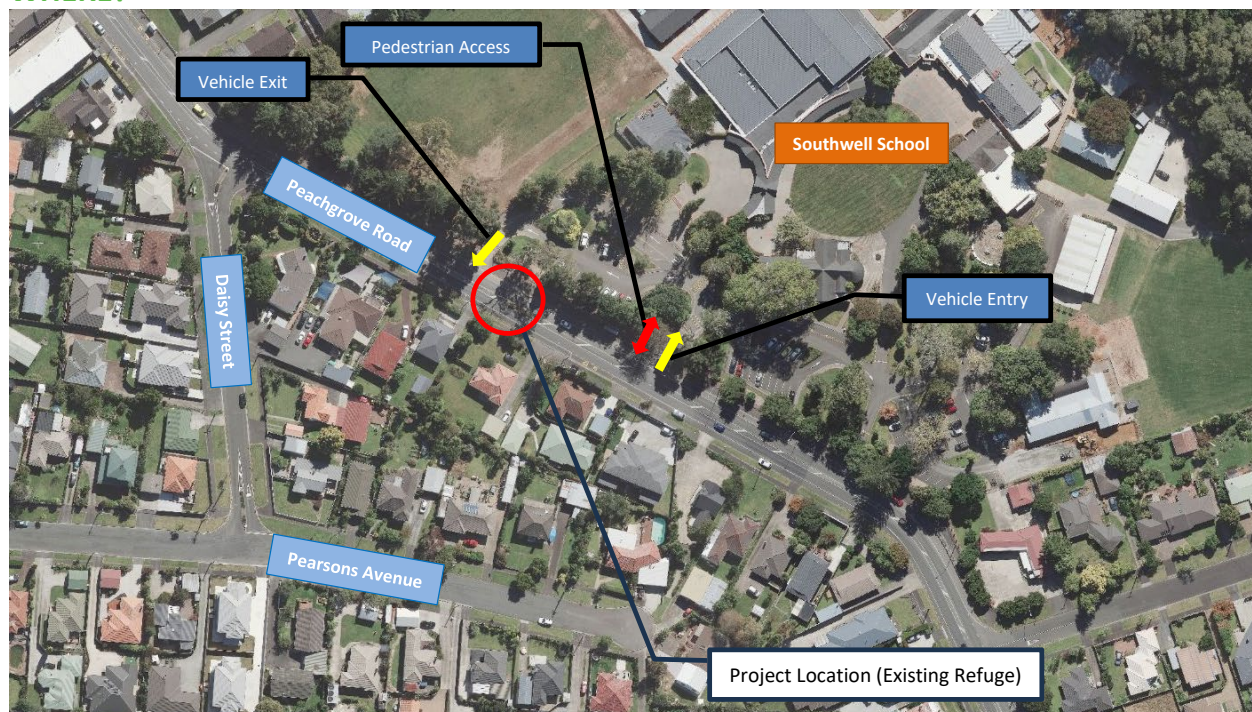 Pedestrian Access
Vehicle Exit
Southwell School
Peachgrove Road
Daisy Street
Vehicle Entry
Pearsons Avenue
Project Location (Existing Refuge)